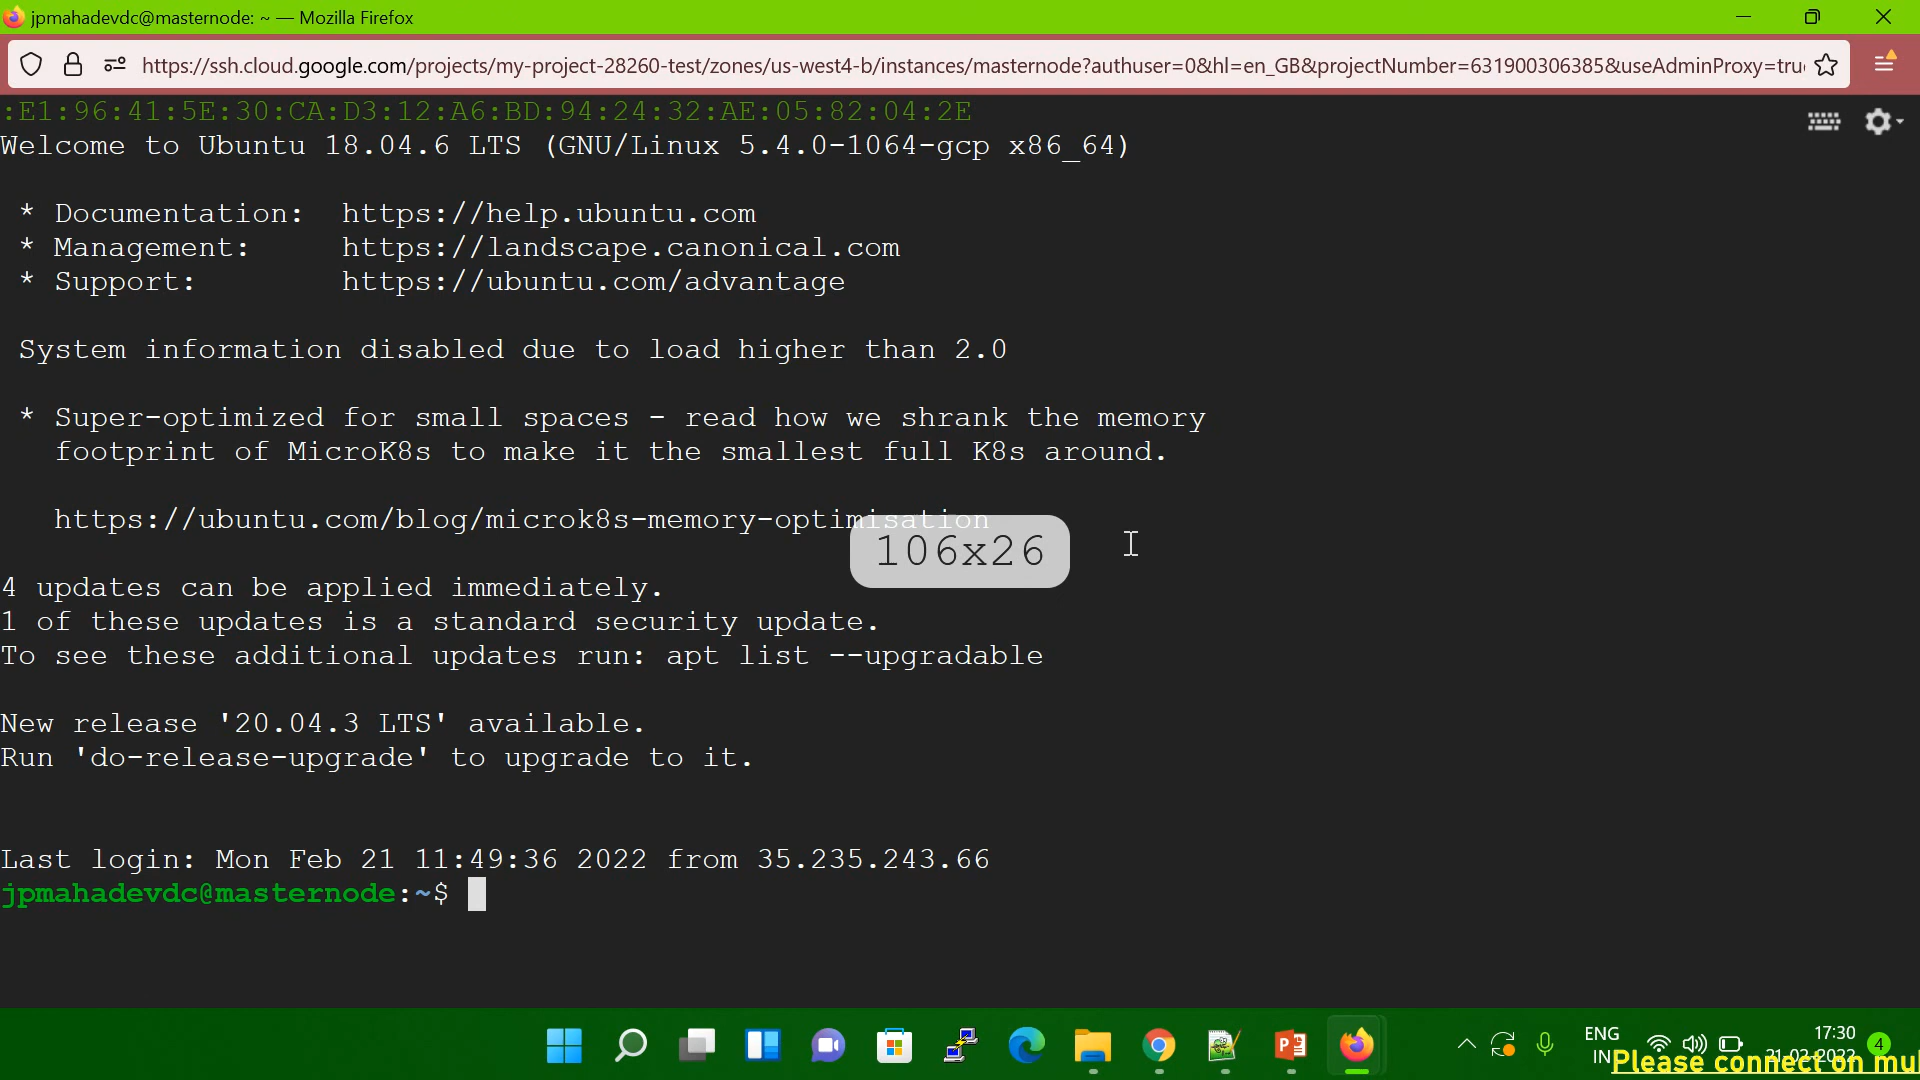 jpmahadevdc@masternode: ~ — Mozilla Firefox
https://ssh.cloud.google.com/projects/my-project-28260-test/zones/us-west4-b/instances/masternode?authuser=0&hl=en_GB&projectNumber=631900306385&useAdminProxy=tru
:E1:96:41:5E:30:CA:D3:12:A6:BD:94:24:32:AE:05:82:04:2E
Welcome to Ubuntu 18.04.6 LTS (GNU/Linux 5.4.0-1064-gcp x86_64)
* Documentation:  https://help.ubuntu.com
* Management:     https://landscape.canonical.com
* Support:        https://ubuntu.com/advantage
System information disabled due to load higher than 2.0
* Super-optimized for small spaces - read how we shrank the memory
footprint of MicroK8s to make it the smallest full K8s around.
https://ubuntu.com/blog/microk8s-memory-optimisation
106x26
4 updates can be applied immediately.
1 of these updates is a standard security update.
To see these additional updates run: apt list --upgradable
New release '20.04.3 LTS' available.
Run 'do-release-upgrade' to upgrade to it.
Last login: Mon Feb 21 11:49:36 2022 from 35.235.243.66
jpmahadevdc@masternode:~$
ENG
IN
17:30
21-02-2022
4
Please connect on mu